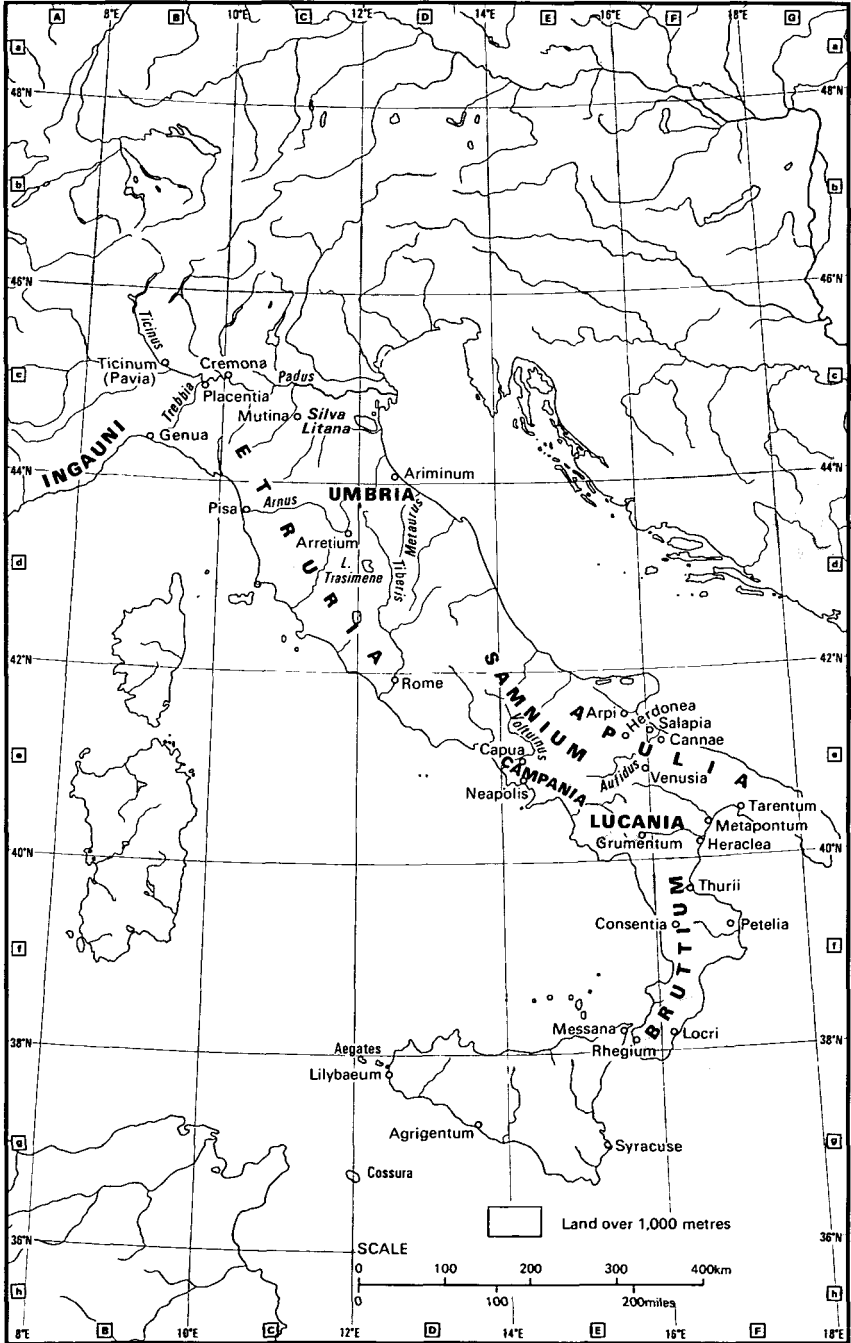 A B C D E F G
8°E 10°E 12°E 14°E 16°E 18°E
a a
48°N 48°N
b b
46°N 46°N
Ticinus
Ticinum
(Pavia)
Cremona
Padus
c c
Trebbia
Placentia
Mutina
Silva
Litana
INGAUNI
Genua
44°N 44°N
Ariminum
ETRURIA
UMBRIA
Pisa
Arnus
Metaurus
Arretium
d d
L.
Trasimene
Tiberis
42°N 42°N
Rome
SAMNIUM
APULIA
Arpi
Herdonea
Salapia
Cannae
Volturnus
e e
Capua
CAMPANIA
Aufidus
Venusia
Neapolis
Tarentum
LUCANIA
Metapontum
Grumentum
Heraclea
40°N 40°N
Thurii
BRUTTIUM
Consentia
Petelia
f f
Messana
Locri
Rhegium
38°N 38°N
Aegates
Lilybaeum
Agrigentum
Syracuse
g g
Cossura
Land over 1,000 metres
36°N 36°N
SCALE
100 200 300 400km
0
h h
0 100 200miles
8°E B 10°E C 12°E D 14°E E 16°E F 18°E